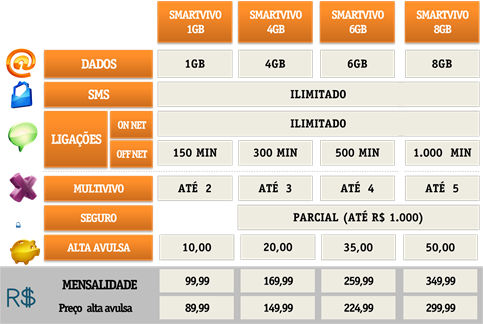 SMARTVIVO 1GB SMARTVIVO 4GB SMARTVIVO 6GB SMARTVIVO 8GB
DADOS 1GB 4GB 6GB 8GB
SMS ILIMITADO
LIGAÇÕES ON NET ILIMITADO
OFF NET 150 MIN 300 MIN 500 MIN 1.000 MIN
MULTIVIVO ATÉ 2 ATÉ 3 ATÉ 4 ATÉ 5
SEGURO PARCIAL (ATÉ R$ 1.000)
ALTA AVULSA 10,00 20,00 35,00 50,00
R$ MENSALIDADE 99,99 169,99 259,99 349,99
Preço alta avulsa 89,99 149,99 224,99 299,99